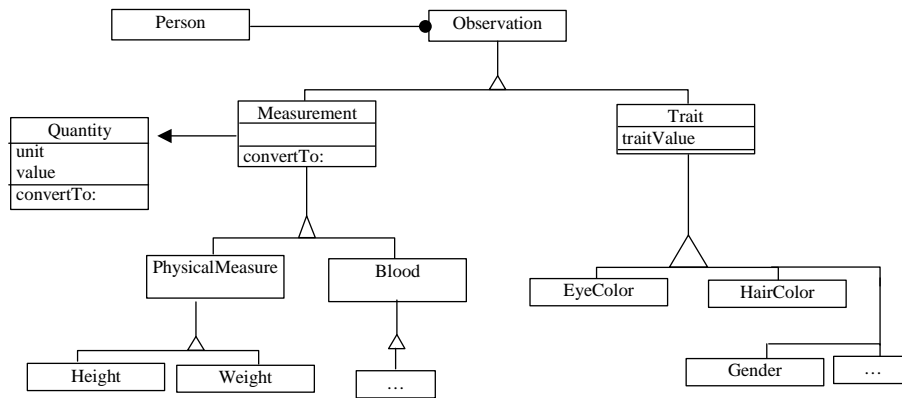 Person
Observation
Measurement
convertTo:
Trait
traitValue
Quantity
unit
value
convertTo:
PhysicalMeasure
Blood
EyeColor
HairColor
Height
Weight
…
Gender
…